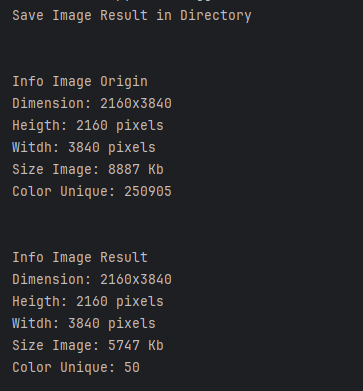 Save Image Result in Directory
Info Image Origin
Dimension: 2160x3840
Heigth: 2160 pixels
Witdh: 3840 pixels
Size Image: 8887 Kb
Color Unique: 250905
Info Image Result
Dimension: 2160x3840
Heigth: 2160 pixels
Witdh: 3840 pixels
Size Image: 5747 Kb
Color Unique: 50